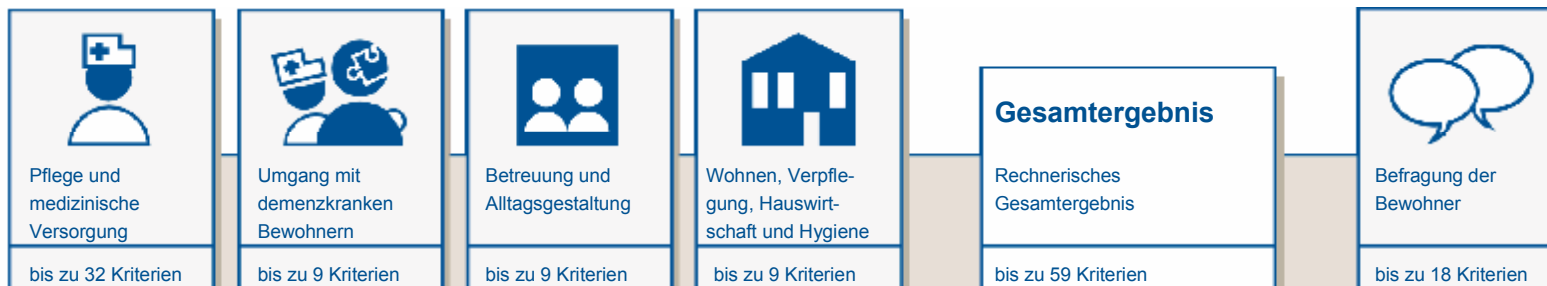 Pflege und
medizinische
Versorgung
bis zu 32 Kriterien
Umgang mit
demenzkranken
Bewohnern
bis zu 9 Kriterien
Betreuung und
Alltagsgestaltung
bis zu 9 Kriterien
Wohnen, Verpfle-
gung, Hauswirt-
schaft und Hygiene
bis zu 9 Kriterien
Gesamtergebnis
Rechnerisches
Gesamtergebnis
bis zu 59 Kriterien
Befragung der
Bewohner
bis zu 18 Kriterien